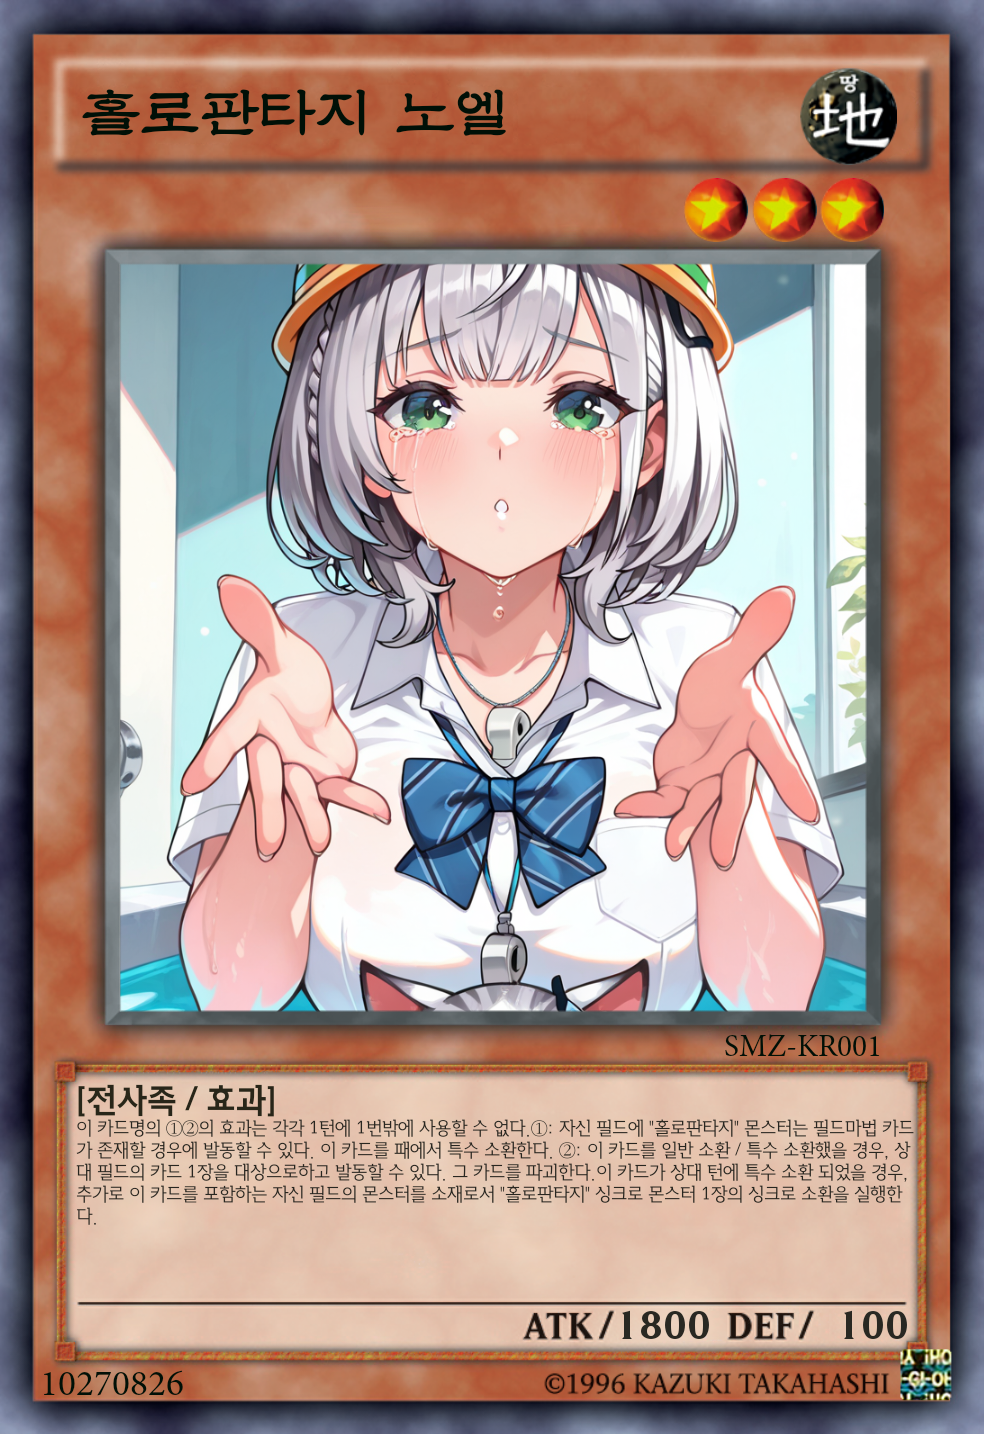 홀로판타지 노엘
땅
地
SMZ-KR001
[전사족 / 효과]
이 카드명의 ①②의 효과는 각각 1턴에 1번밖에 사용할 수 없다.①: 자신 필드에 "홀로판타지" 몬스터는 필드마법 카드
가 존재할 경우에 발동할 수 있다. 이 카드를 패에서 특수 소환한다. ②: 이 카드를 일반 소환 / 특수 소환했을 경우, 상
대 필드의 카드 1장을 대상으로하고 발동할 수 있다. 그 카드를 파괴한다.이 카드가 상대 턴에 특수 소환 되었을 경우,
추가로 이 카드를 포함하는 자신 필드의 몬스터를 소재로서 "홀로판타지" 싱크로 몬스터 1장의 싱크로 소환을 실행한
다.
ATK/1800 DEF/ 100
10270826
©1996 KAZUKI TAKAHASHI